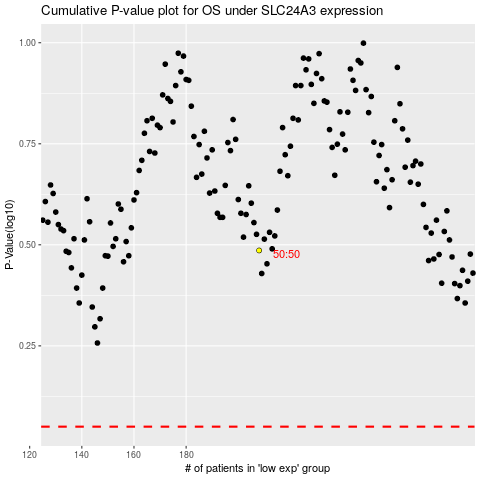 Cumulative P-value plot for OS under SLC24A3 expression
P-Value(log10)
1.00
0.75
0.50
0.25
50:50
120 140 160 180
# of patients in 'low exp' group